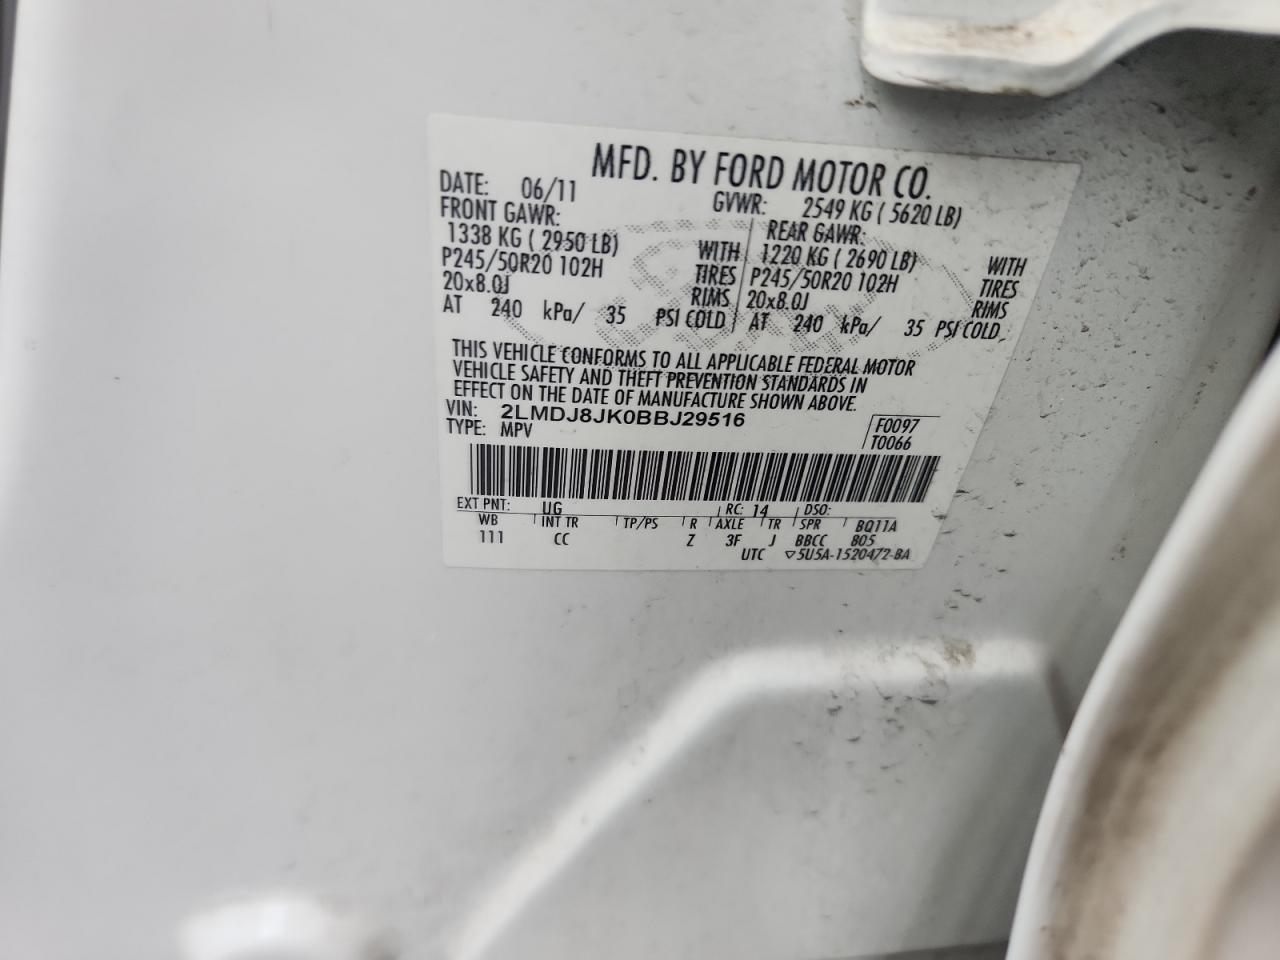 MFD. BY FORD MOTOR CO.
DATE: 06/11 GVWR: 2549 KG ( 5620 LB)
FRONT GAWR: REAR GAWR:
1338 KG ( 2950 LB) WITH 1220 KG ( 2690 LB) WITH
P245/50R20 102H TIRES P245/50R20 102H TIRES
20x8.0J RIMS 20x8.0J RIMS
AT 240 kPa/ 35 PSI COLD AT 240 kPa/ 35 PSI COLD
THIS VEHICLE CONFORMS TO ALL APPLICABLE FEDERAL MOTOR
VEHICLE SAFETY AND THEFT PREVENTION STANDARDS IN
EFFECT ON THE DATE OF MANUFACTURE SHOWN ABOVE.
VIN: 2LMDJ8JK0BBJ29516 F0097
TYPE: MPV T0066
EXT PNT: UG RC: 14 DSO:
WB INT TR TP/PS R AXLE TR SPR BQ11A
111 CC Z 3F J BBCC 805
UTC ▽5U5A-1520472-BA